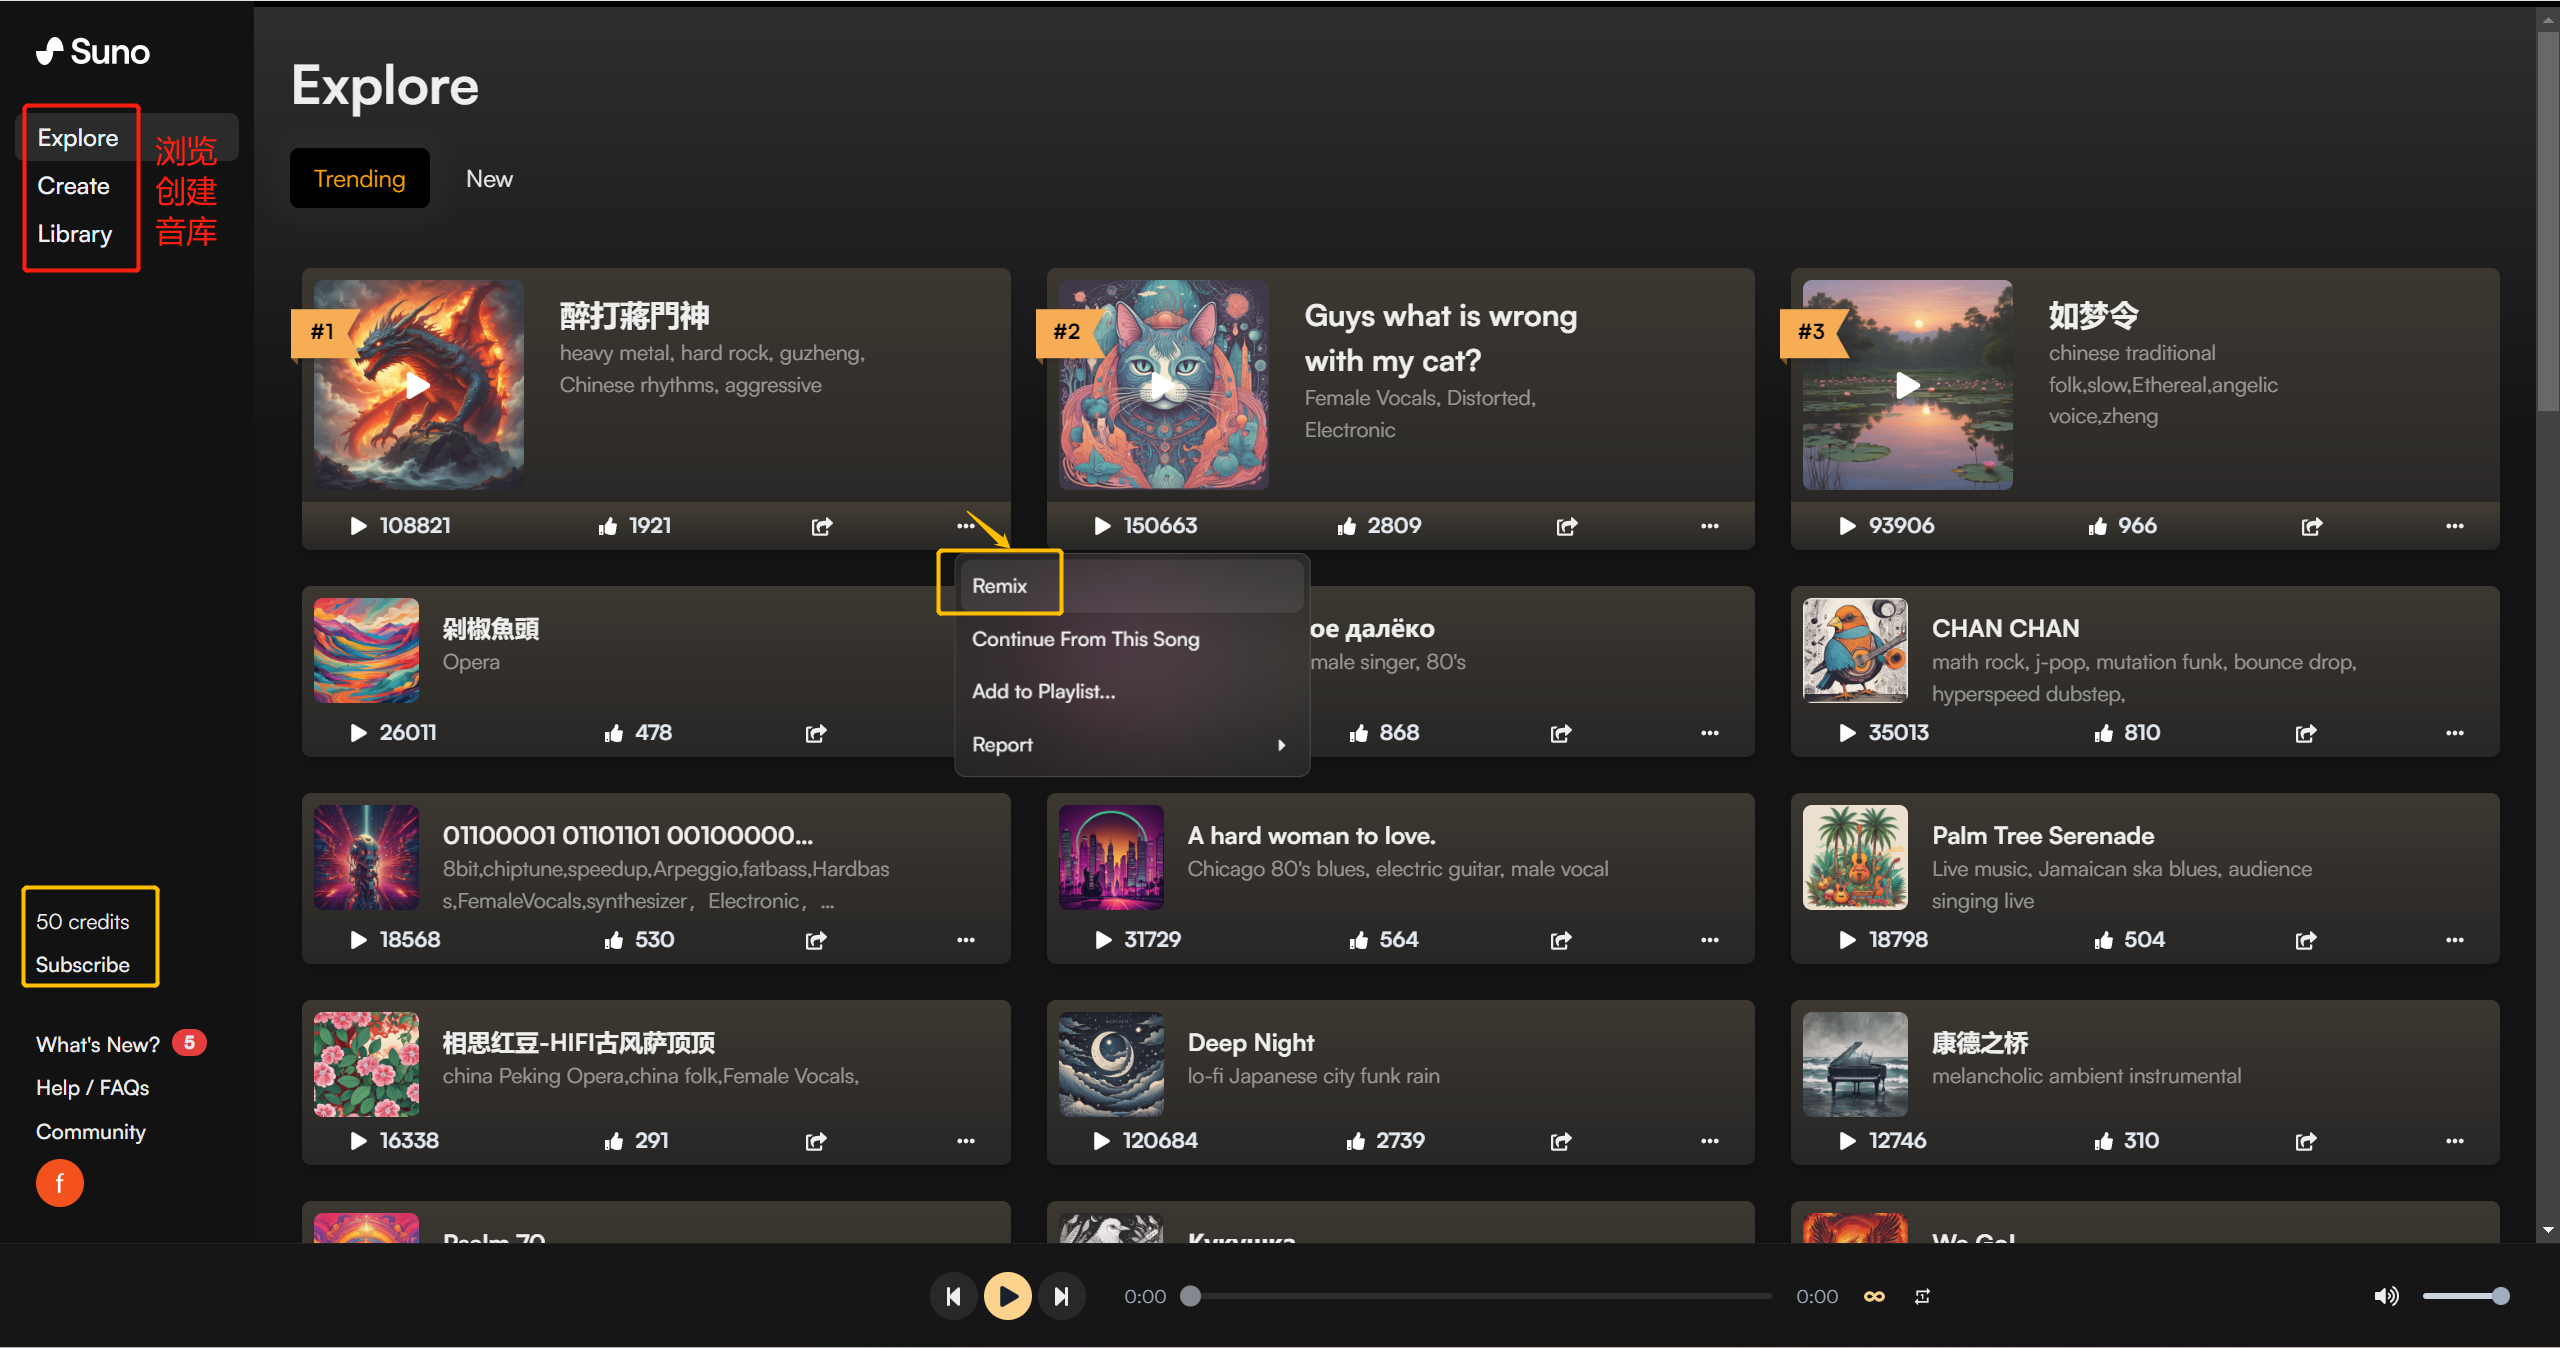 Suno
Explore
Create
Library
浏览
创建
音库
50 credits
Subscribe
What's New? 5
Help / FAQs
Community
f
Explore
Trending
New
#1
醉打蔣門神
heavy metal, hard rock, guzheng,
Chinese rhythms, aggressive
108821
1921
#2
Guys what is wrong
with my cat?
Female Vocals, Distorted,
Electronic
150663
2809
#3
如梦令
chinese traditional
folk,slow,Ethereal,angelic
voice,zheng
93906
966
Remix
Continue From This Song
Add to Playlist...
Report
剁椒魚頭
Opera
26011
478
ое далёко
male singer, 80's
868
CHAN CHAN
math rock, j-pop, mutation funk, bounce drop,
hyperspeed dubstep,
35013
810
01100001 01101101 00100000...
8bit,chiptune,speedup,Arpeggio,fatbass,Hardbas
s,FemaleVocals,synthesizer，Electronic，...
18568
530
A hard woman to love.
Chicago 80's blues, electric guitar, male vocal
31729
564
Palm Tree Serenade
Live music, Jamaican ska blues, audience
singing live
18798
504
相思红豆-HIFI古风萨顶顶
china Peking Opera,china folk,Female Vocals,
16338
291
Deep Night
lo-fi Japanese city funk rain
120684
2739
康德之桥
melancholic ambient instrumental
12746
310
Psalm 70
Кукушка
We Go!
0:00
0:00